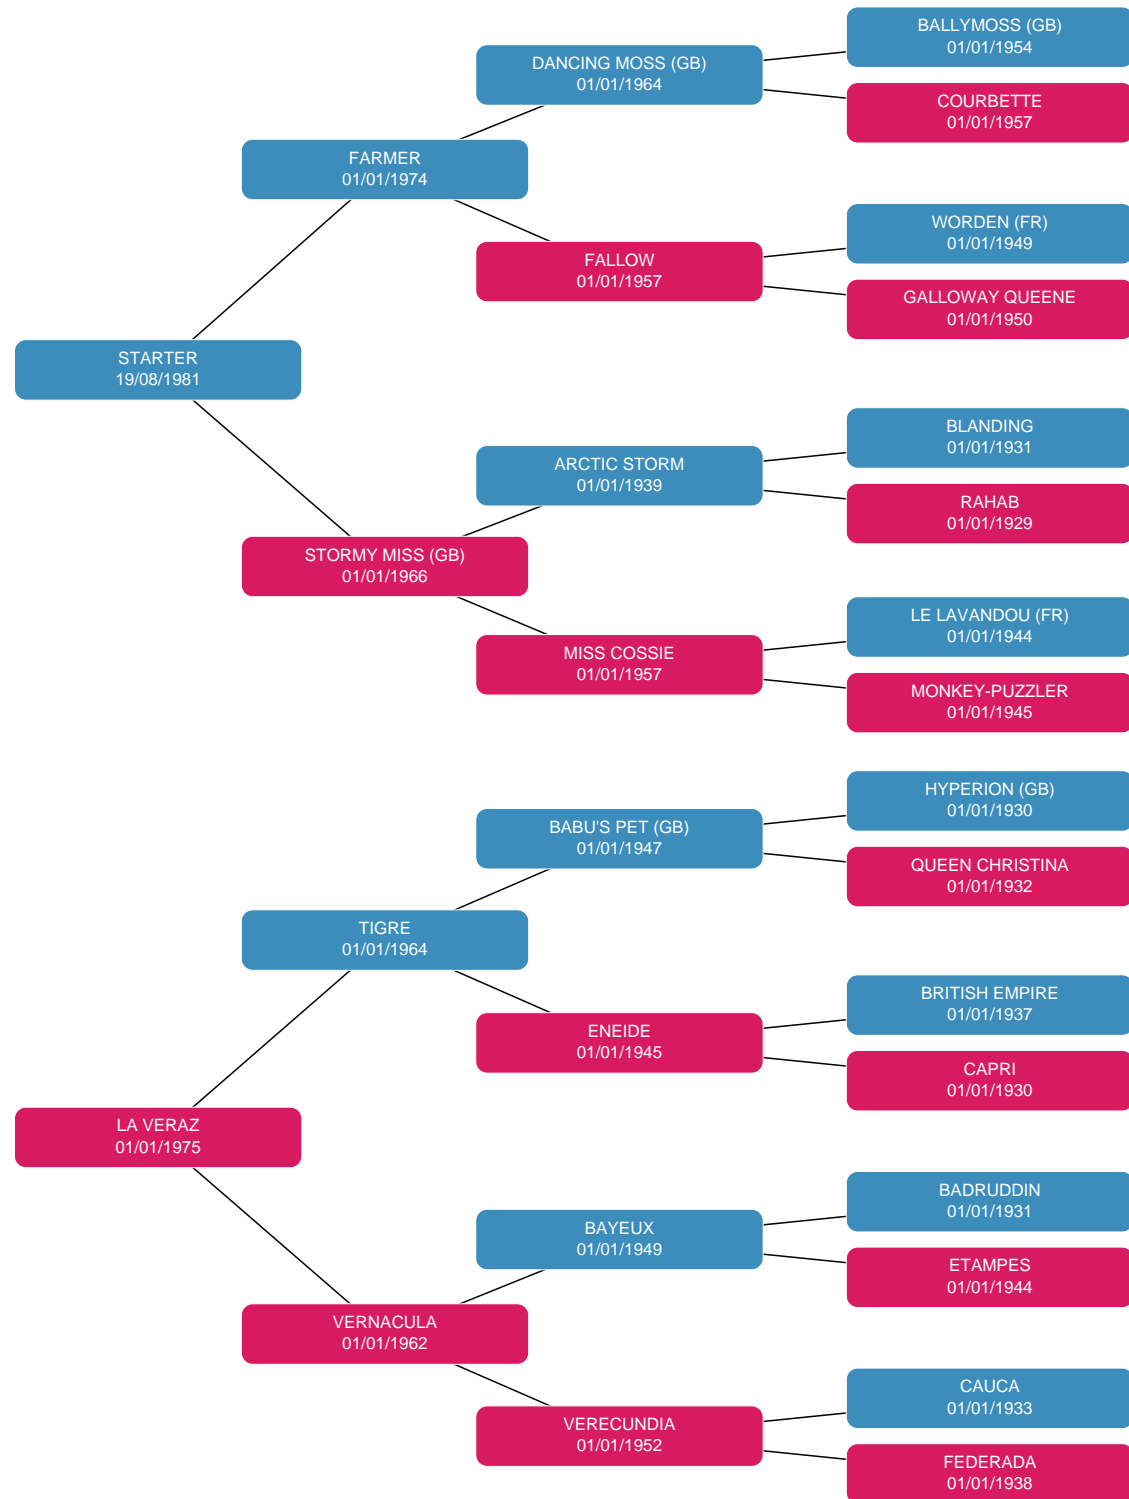 BALLYMOSS (GB)
01/01/1954
DANCING MOSS (GB)
01/01/1964
COURBETTE
01/01/1957
FARMER
01/01/1974
WORDEN (FR)
01/01/1949
FALLOW
01/01/1957
GALLOWAY QUEENE
01/01/1950
STARTER
19/08/1981
BLANDING
01/01/1931
ARCTIC STORM
01/01/1939
RAHAB
01/01/1929
STORMY MISS (GB)
01/01/1966
LE LAVANDOU (FR)
01/01/1944
MISS COSSIE
01/01/1957
MONKEY-PUZZLER
01/01/1945
HYPERION (GB)
01/01/1930
BABU'S PET (GB)
01/01/1947
QUEEN CHRISTINA
01/01/1932
TIGRE
01/01/1964
BRITISH EMPIRE
01/01/1937
ENEIDE
01/01/1945
CAPRI
01/01/1930
LA VERAZ
01/01/1975
BADRUDDIN
01/01/1931
BAYEUX
01/01/1949
ETAMPES
01/01/1944
VERNACULA
01/01/1962
CAUCA
01/01/1933
VERECUNDIA
01/01/1952
FEDERADA
01/01/1938